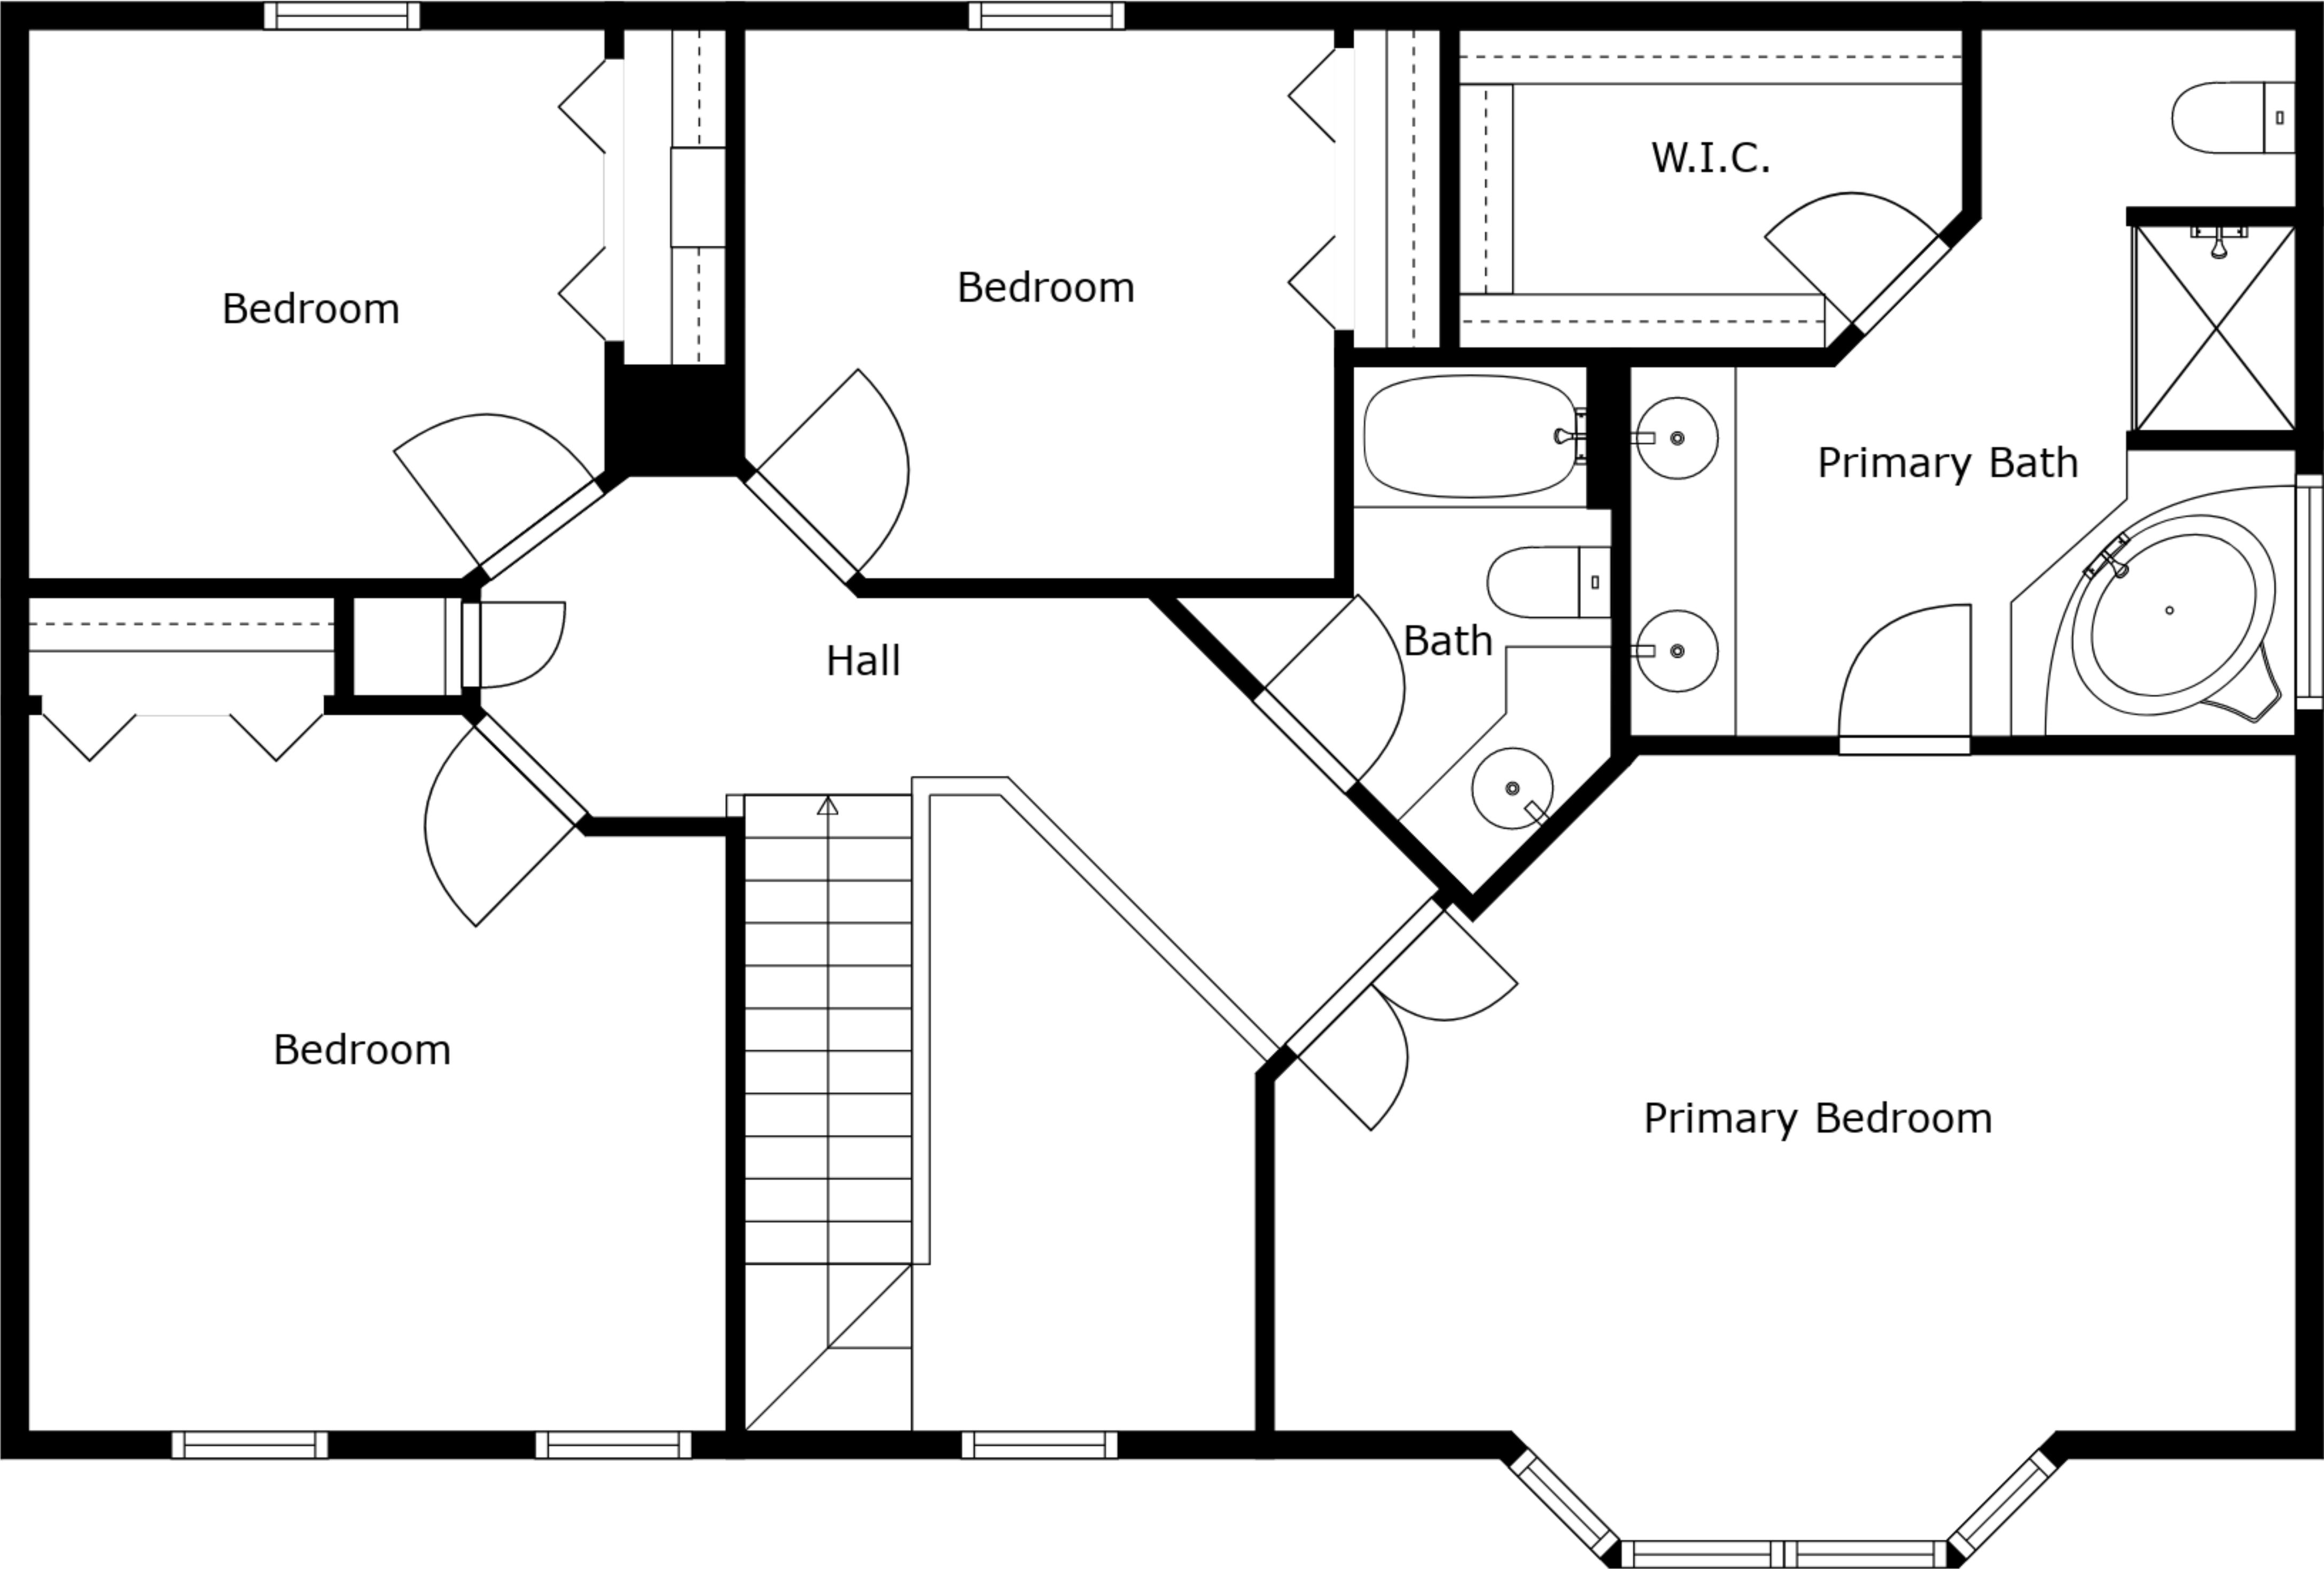 W.I.C.
Bedroom
Bedroom
Primary Bath
Bath
Hall
Bedroom
Primary Bedroom